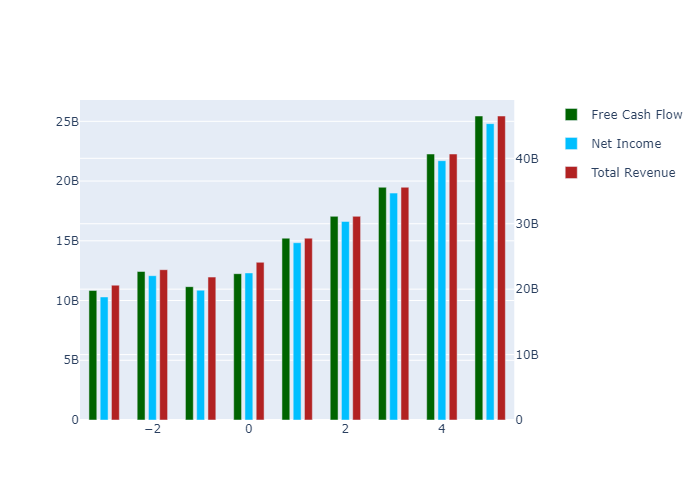 Free Cash Flow
Net Income
Total Revenue
25B
20B
15B
10B
5B
0
40B
30B
20B
10B
0
−2
0
2
4